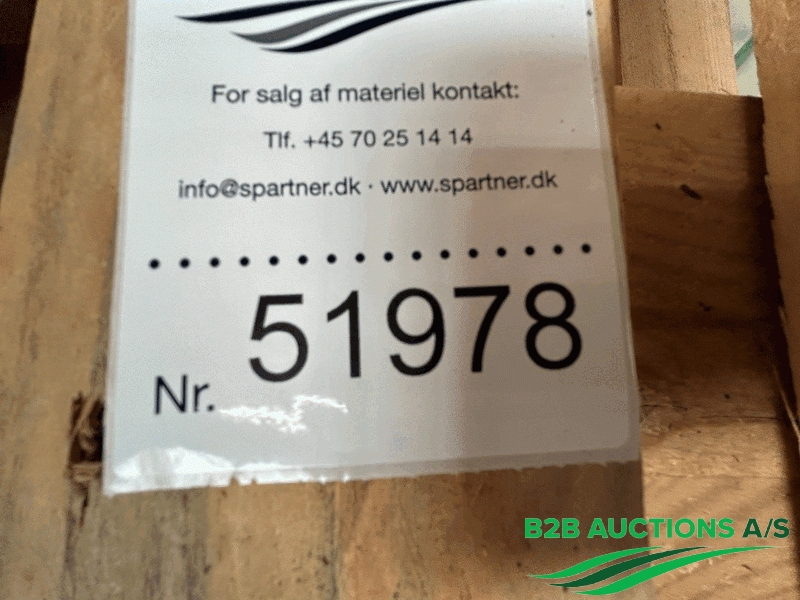 For salg af materiel kontakt:
Tlf. +45 70 25 14 14
info@spartner.dk · www.spartner.dk
Nr. 51978
B2B AUCTIONS A/S